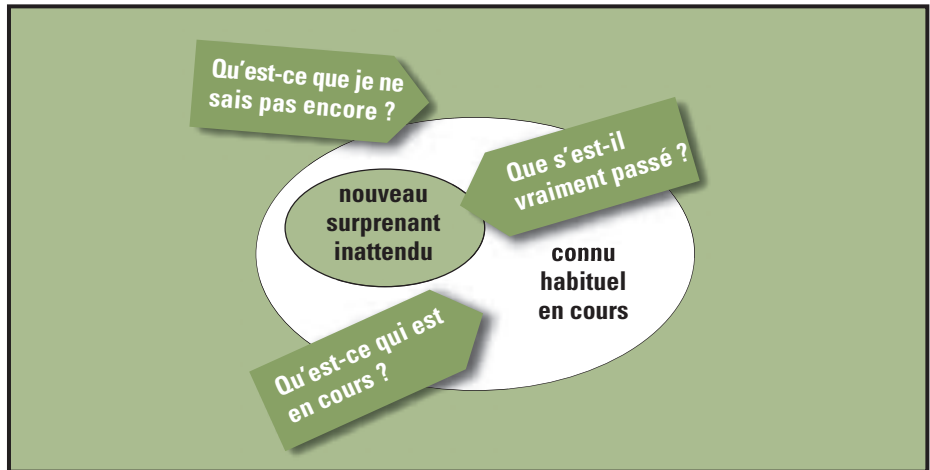 Qu’est-ce que je ne
sais pas encore ?
Que s’est-il
vraiment passé ?
nouveau
surprenant
inattendu
connu
habituel
en cours
Qu’est-ce qui est
en cours ?